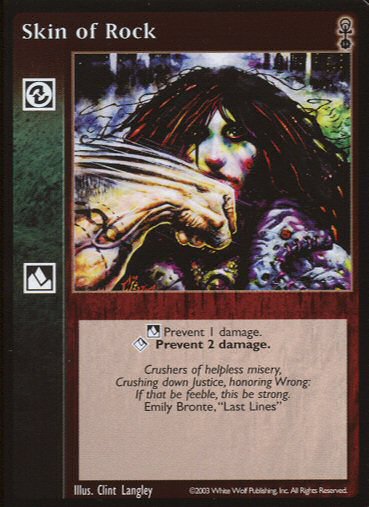 Skin of Rock
Prevent 1 damage.
Prevent 2 damage.
Crushers of helpless misery,
Crushing down Justice, honoring Wrong:
If that be feeble, this be strong.
Emily Bronte, "Last Lines"
Illus. Clint Langley
©2003 White Wolf Publishing, Inc. All Rights Reserved.